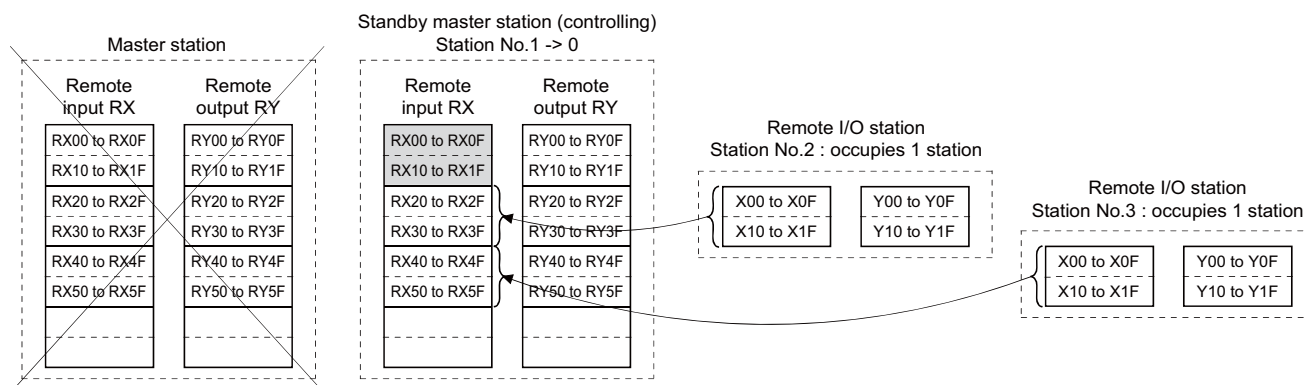 Master station
Remote
input RX
Remote
output RY
RX00 to RX0F
RX10 to RX1F
RX20 to RX2F
RX30 to RX3F
RX40 to RX4F
RX50 to RX5F
RY00 to RY0F
RY10 to RY1F
RY20 to RY2F
RY30 to RY3F
RY40 to RY4F
RY50 to RY5F
Standby master station (controlling)
Station No.1 -> 0
Remote
input RX
Remote
output RY
RX00 to RX0F
RX10 to RX1F
RX20 to RX2F
RX30 to RX3F
RX40 to RX4F
RX50 to RX5F
RY00 to RY0F
RY10 to RY1F
RY20 to RY2F
RY30 to RY3F
RY40 to RY4F
RY50 to RY5F
Remote I/O station
Station No.2 : occupies 1 station
X00 to X0F
X10 to X1F
Y00 to Y0F
Y10 to Y1F
Remote I/O station
Station No.3 : occupies 1 station
X00 to X0F
X10 to X1F
Y00 to Y0F
Y10 to Y1F